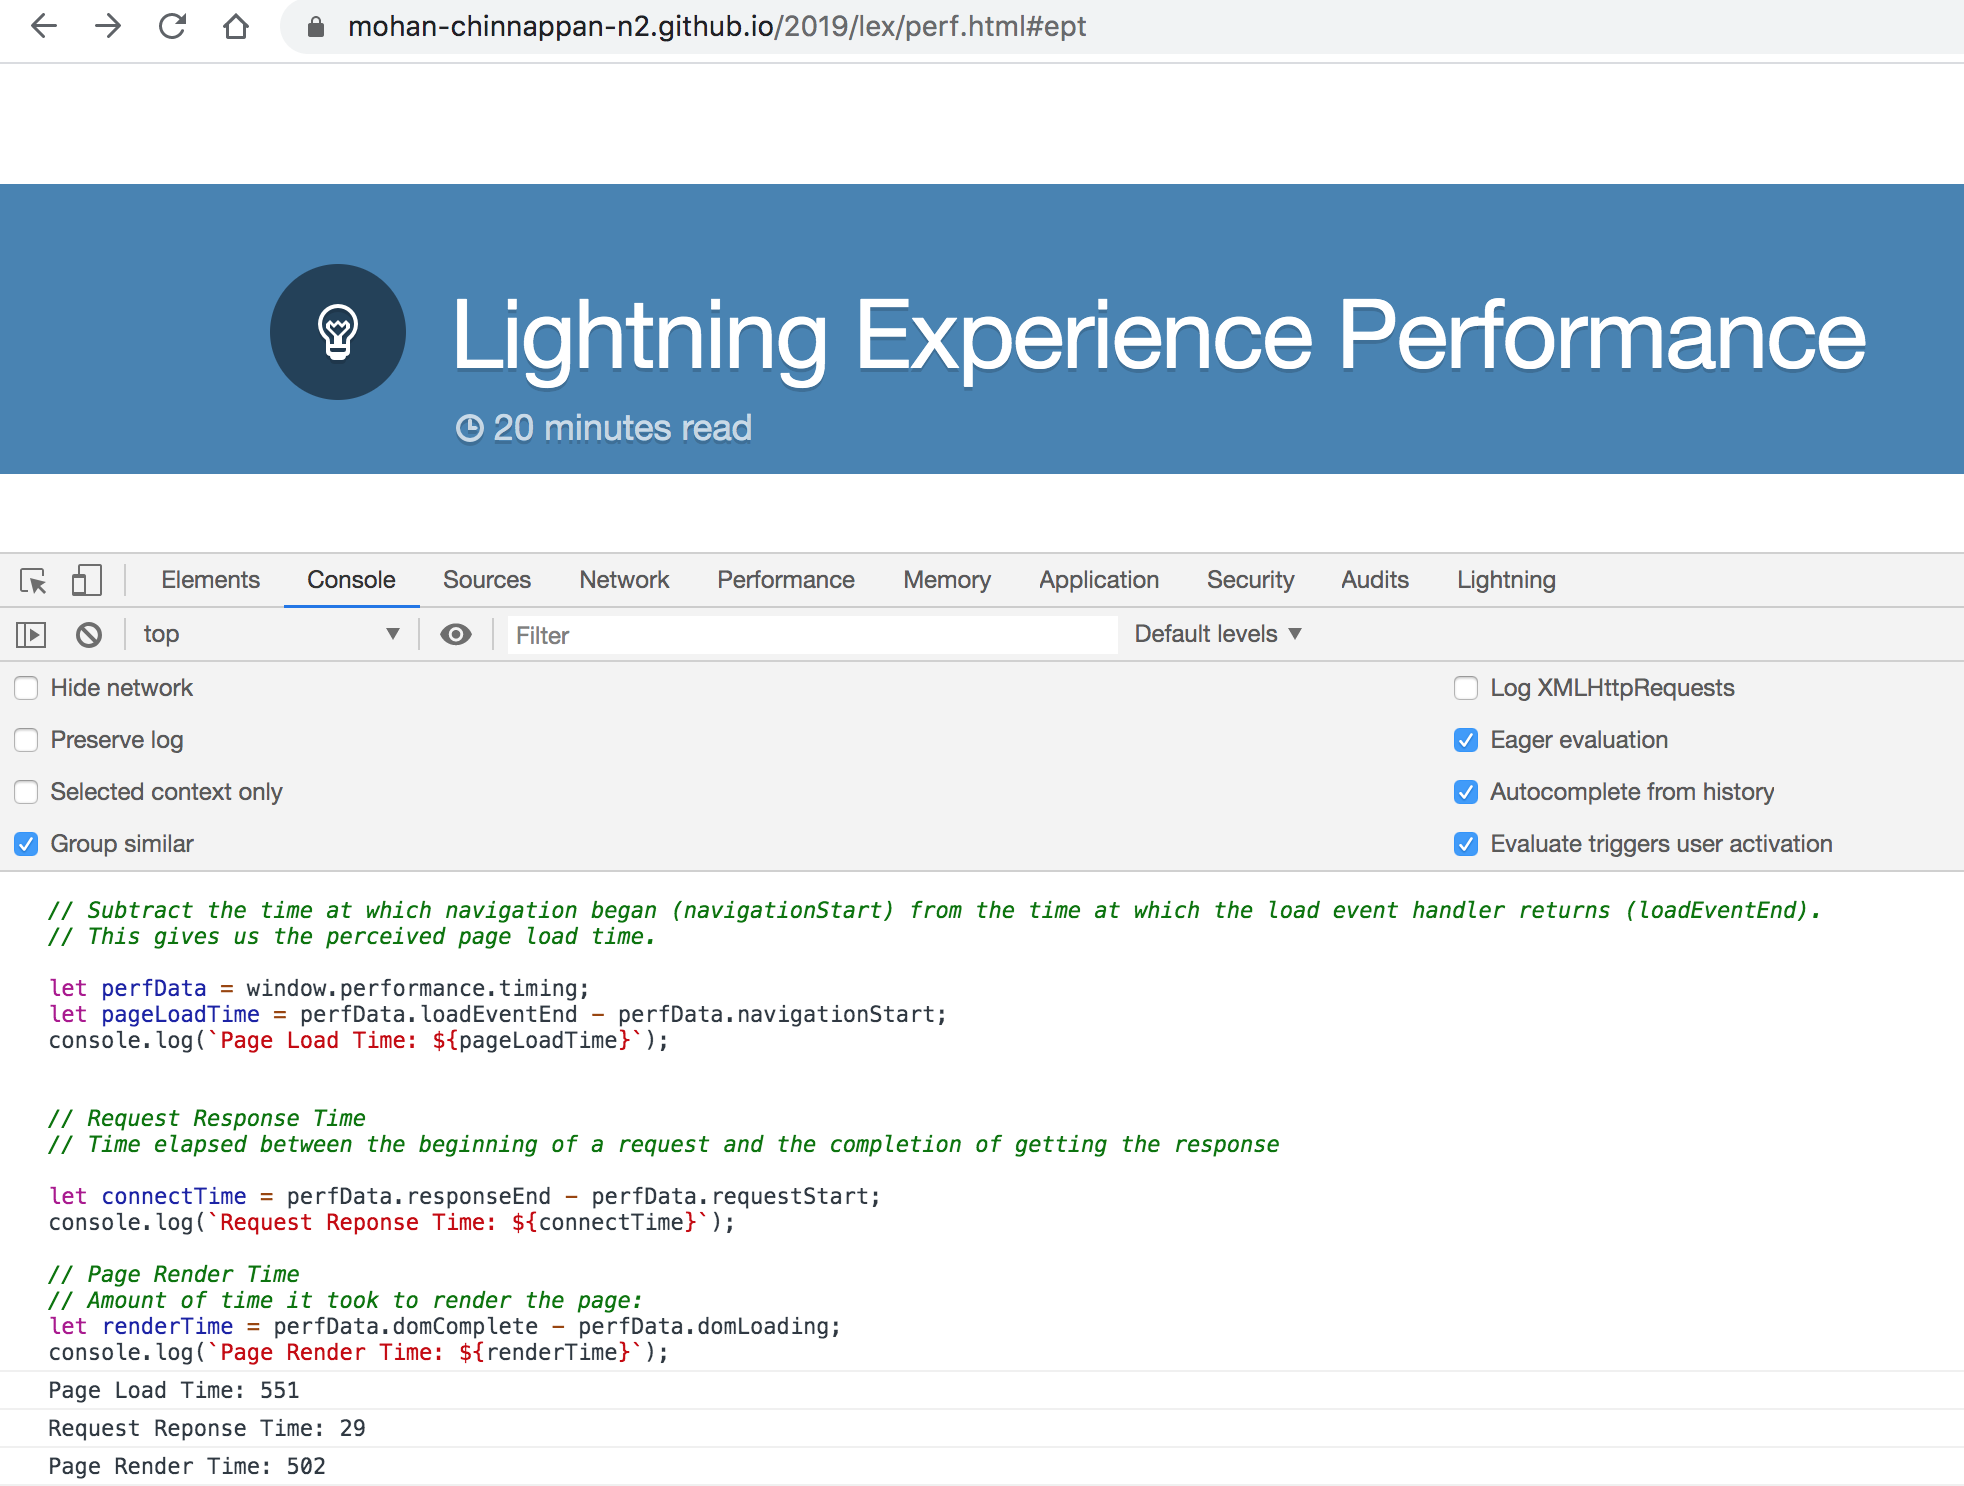 mohan-chinnappan-n2.github.io/2019/lex/perf.html#ept
Lightning Experience Performance
20 minutes read
Elements Console Sources Network Performance Memory Application Security Audits Lightning
top Filter Default levels
Hide network Log XMLHttpRequests
Preserve log Eager evaluation
Selected context only Autocomplete from history
Group similar Evaluate triggers user activation
// Subtract the time at which navigation began (navigationStart) from the time at which the load event handler returns (loadEventEnd).
// This gives us the perceived page load time.
let perfData = window.performance.timing;
let pageLoadTime = perfData.loadEventEnd - perfData.navigationStart;
console.log(`Page Load Time: ${pageLoadTime}`);
// Request Response Time
// Time elapsed between the beginning of a request and the completion of getting the response
let connectTime = perfData.responseEnd - perfData.requestStart;
console.log(`Request Reponse Time: ${connectTime}`);
// Page Render Time
// Amount of time it took to render the page:
let renderTime = perfData.domComplete - perfData.domLoading;
console.log(`Page Render Time: ${renderTime}`);
Page Load Time: 551
Request Reponse Time: 29
Page Render Time: 502